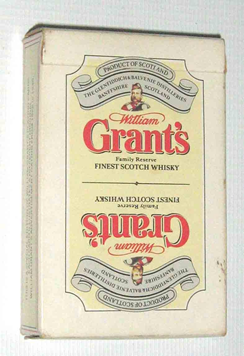 PRODUCT OF SCOTLAND
THE GLENFIDDICH & BALVENIE DISTILLERIES
BANFFSHIRE SCOTLAND
William
Grant's
Family Reserve
FINEST SCOTCH WHISKY
FINEST SCOTCH WHISKY
Family Reserve
Grant's
William
BANFFSHIRE SCOTLAND
THE GLENFIDDICH & BALVENIE DISTILLERIES
PRODUCT OF SCOTLAND